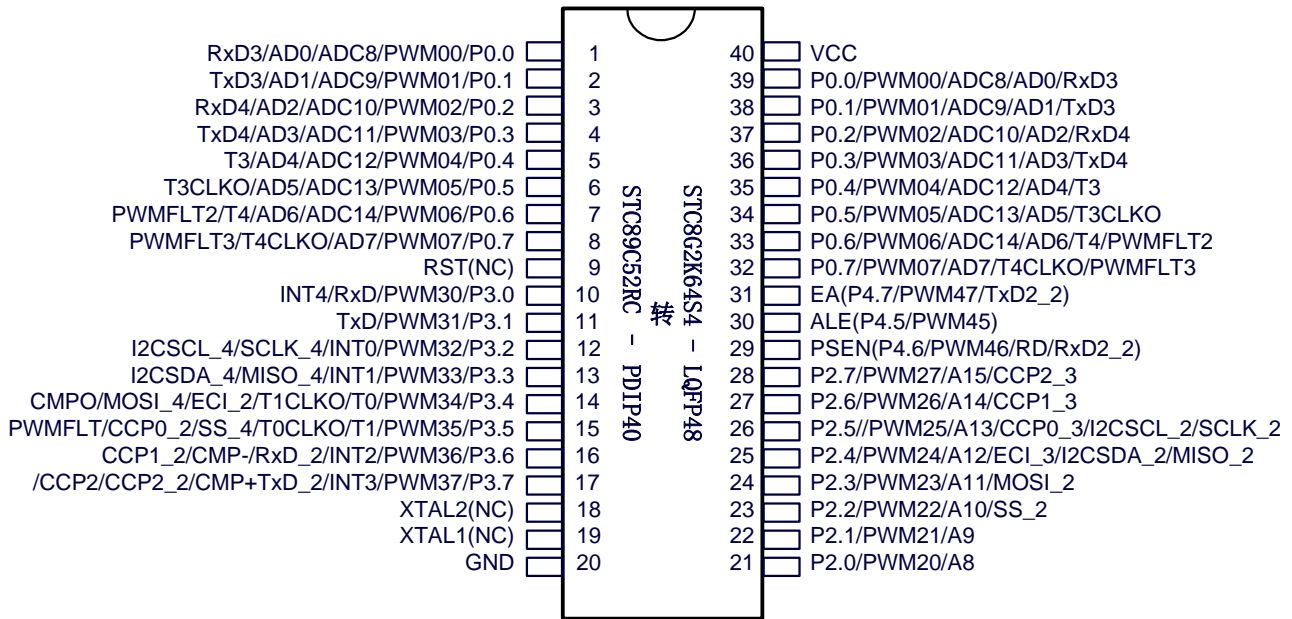 RxD3/AD0/ADC8/PWM00/P0.0 1 40 VCC
TxD3/AD1/ADC9/PWM01/P0.1 2 39 P0.0/PWM00/ADC8/AD0/RxD3
RxD4/AD2/ADC10/PWM02/P0.2 3 38 P0.1/PWM01/ADC9/AD1/TxD3
TxD4/AD3/ADC11/PWM03/P0.3 4 37 P0.2/PWM02/ADC10/AD2/RxD4
T3/AD4/ADC12/PWM04/P0.4 5 36 P0.3/PWM03/ADC11/AD3/TxD4
T3CLKO/AD5/ADC13/PWM05/P0.5 6 35 P0.4/PWM04/ADC12/AD4/T3
PWMFLT2/T4/AD6/ADC14/PWM06/P0.6 7 34 P0.5/PWM05/ADC13/AD5/T3CLKO
PWMFLT3/T4CLKO/AD7/PWM07/P0.7 8 33 P0.6/PWM06/ADC14/AD6/T4/PWMFLT2
RST(NC) 9 32 P0.7/PWM07/AD7/T4CLKO/PWMFLT3
INT4/RxD/PWM30/P3.0 10 31 EA(P4.7/PWM47/TxD2_2)
TxD/PWM31/P3.1 11 30 ALE(P4.5/PWM45)
I2CSCL_4/SCLK_4/INT0/PWM32/P3.2 12 29 PSEN(P4.6/PWM46/RD/RxD2_2)
I2CSDA_4/MISO_4/INT1/PWM33/P3.3 13 28 P2.7/PWM27/A15/CCP2_3
CMPO/MOSI_4/ECI_2/T1CLKO/T0/PWM34/P3.4 14 27 P2.6/PWM26/A14/CCP1_3
PWMFLT/CCP0_2/SS_4/T0CLKO/T1/PWM35/P3.5 15 26 P2.5//PWM25/A13/CCP0_3/I2CSCL_2/SCLK_2
CCP1_2/CMP-/RxD_2/INT2/PWM36/P3.6 16 25 P2.4/PWM24/A12/ECI_3/I2CSDA_2/MISO_2
/CCP2/CCP2_2/CMP+TxD_2/INT3/PWM37/P3.7 17 24 P2.3/PWM23/A11/MOSI_2
XTAL2(NC) 18 23 P2.2/PWM22/A10/SS_2
XTAL1(NC) 19 22 P2.1/PWM21/A9
GND 20 21 P2.0/PWM20/A8
STC8G2K64S4 - LQFP48
转
STC89C52RC - PDIP40